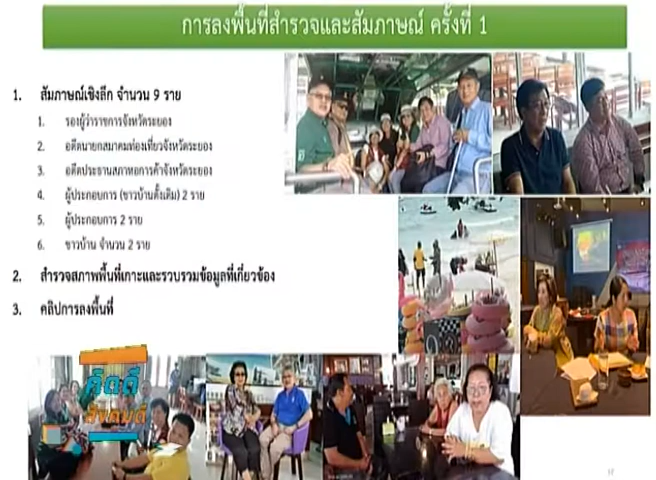 การลงพื้นที่สำรวจและสัมภาษณ์ ครั้งที่ 1
1. สัมภาษณ์เชิงลึก จำนวน 9 ราย
1. รองผู้ว่าราชการจังหวัดระยอง
2. อดีตนายกสมาคมท่องเที่ยวจังหวัดระยอง
3. อดีตประธานสภาหอการค้าจังหวัดระยอง
4. ผู้ประกอบการ (ชาวบ้านดั้งเดิม) 2 ราย
5. ผู้ประกอบการ 2 ราย
6. ชาวบ้าน จำนวน 2 ราย
2. สำรวจสภาพพื้นที่เกาะและรวบรวมข้อมูลที่เกี่ยวข้อง
3. คลิปการลงพื้นที่
คิดดี
สังคมดี